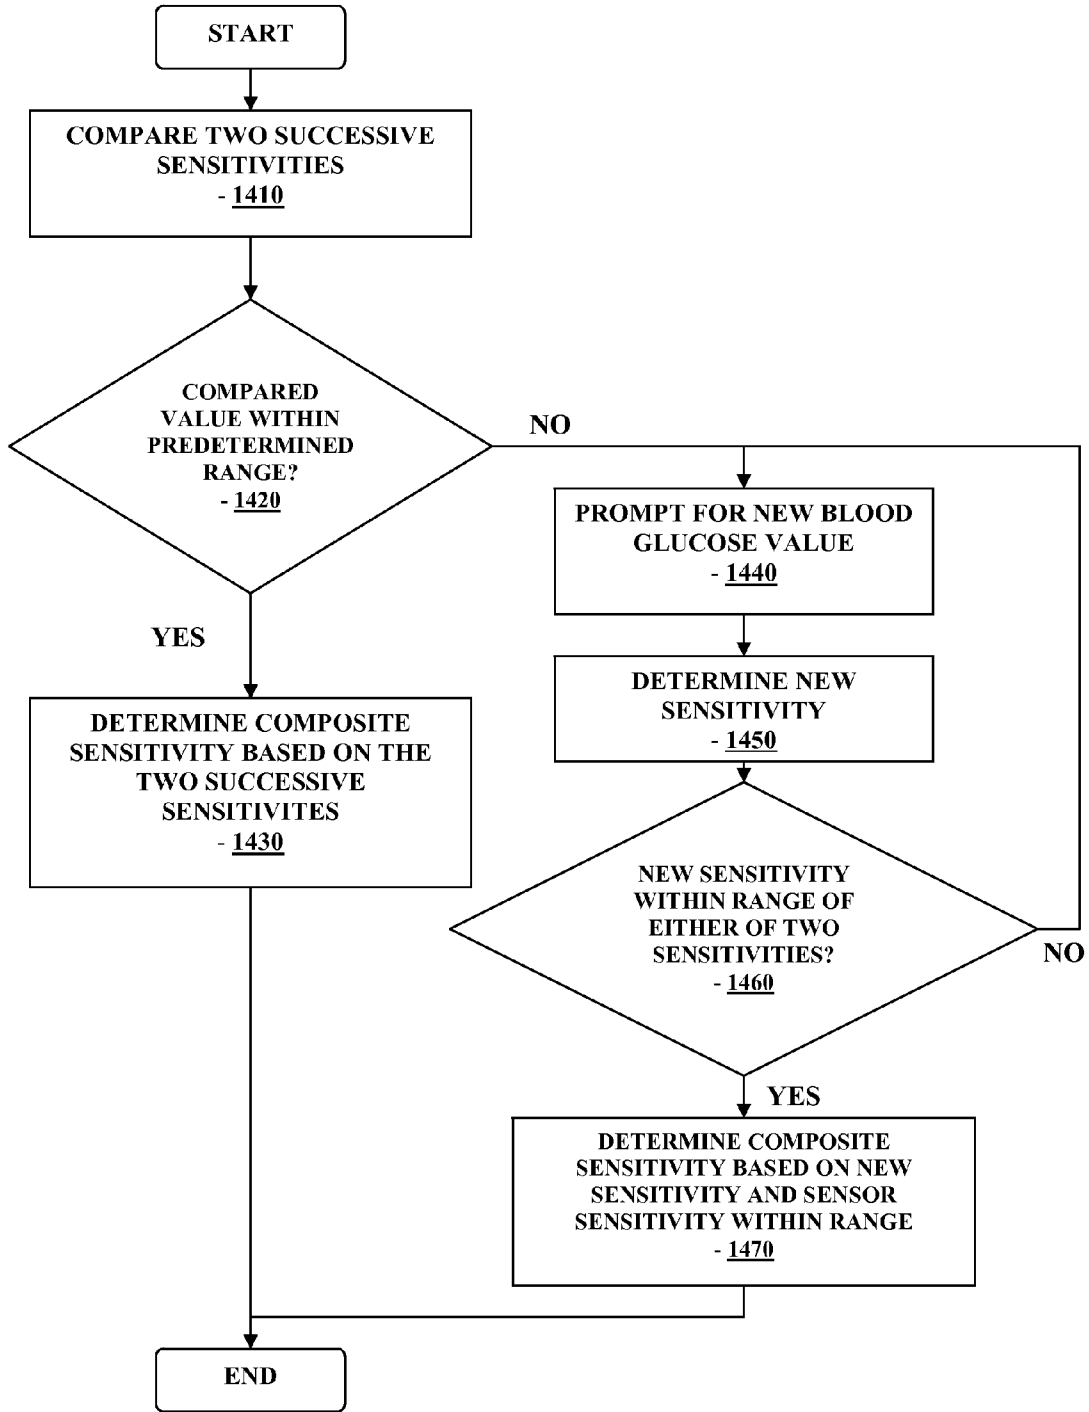 START
COMPARE TWO SUCCESSIVE
SENSITIVITIES
- 1410
COMPARED
VALUE WITHIN
PREDETERMINED
RANGE?
- 1420
NO
PROMPT FOR NEW BLOOD
GLUCOSE VALUE
- 1440
YES
DETERMINE NEW
SENSITIVITY
- 1450
DETERMINE COMPOSITE
SENSITIVITY BASED ON THE
TWO SUCCESSIVE
SENSITIVITES
- 1430
NEW SENSITIVITY
WITHIN RANGE OF
EITHER OF TWO
SENSITIVITIES?
- 1460
NO
YES
DETERMINE COMPOSITE
SENSITIVITY BASED ON NEW
SENSITIVITY AND SENSOR
SENSITIVITY WITHIN RANGE
- 1470
END